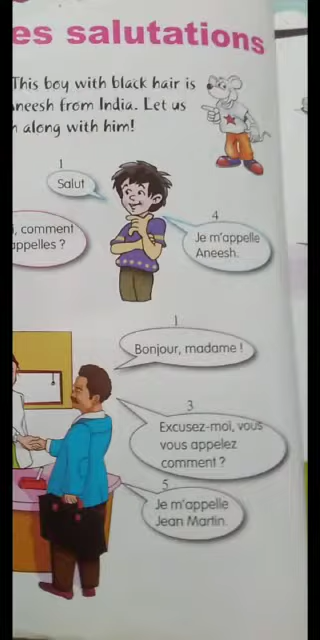 es salutations
This boy with black hair is
neesh from India. Let us
along with him!
1
Salut
4
, comment
appelles ?
Je m'appelle
Aneesh.
1
Bonjour, madame !
3
Excusez-moi, vous
vous appelez
comment ?
5
Je m'appelle
Jean Martin.